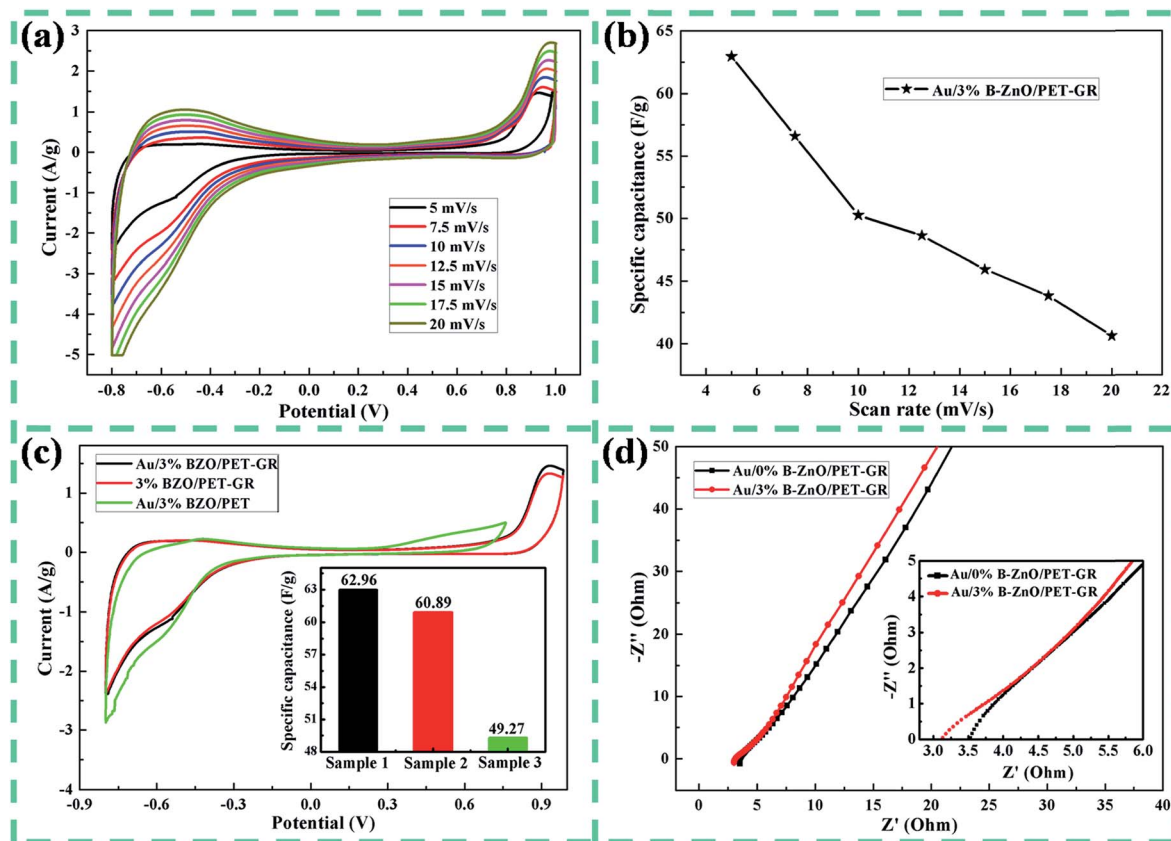 (a)
3
2
1
0
-1
-2
-3
-4
-5
Current (A/g)
5 mV/s
7.5 mV/s
10 mV/s
12.5 mV/s
15 mV/s
17.5 mV/s
20 mV/s
-0.8 -0.6 -0.4 -0.2 0.0 0.2 0.4 0.6 0.8 1.0
Potential (V)
(b)
65
60
55
50
45
40
Specific capacitance (F/g)
Au/3% B-ZnO/PET-GR
4 6 8 10 12 14 16 18 20 22
Scan rate (mV/s)
(c)
1
0
-1
-2
-3
-4
Current (A/g)
Au/3% BZO/PET-GR
3% BZO/PET-GR
Au/3% BZO/PET
63
60
57
54
51
48
Specific capacitance (F/g)
62.96
60.89
49.27
Sample 1 Sample 2 Sample 3
-0.9 -0.6 -0.3 0.0 0.3 0.6 0.9
Potential (V)
(d)
50
40
30
20
10
0
-Z'' (Ohm)
Au/0% B-ZnO/PET-GR
Au/3% B-ZnO/PET-GR
5
4
3
2
1
0
-Z'' (Ohm)
Au/0% B-ZnO/PET-GR
Au/3% B-ZnO/PET-GR
3.0 3.5 4.0 4.5 5.0 5.5 6.0
Z' (Ohm)
0 5 10 15 20 25 30 35 40
Z' (Ohm)